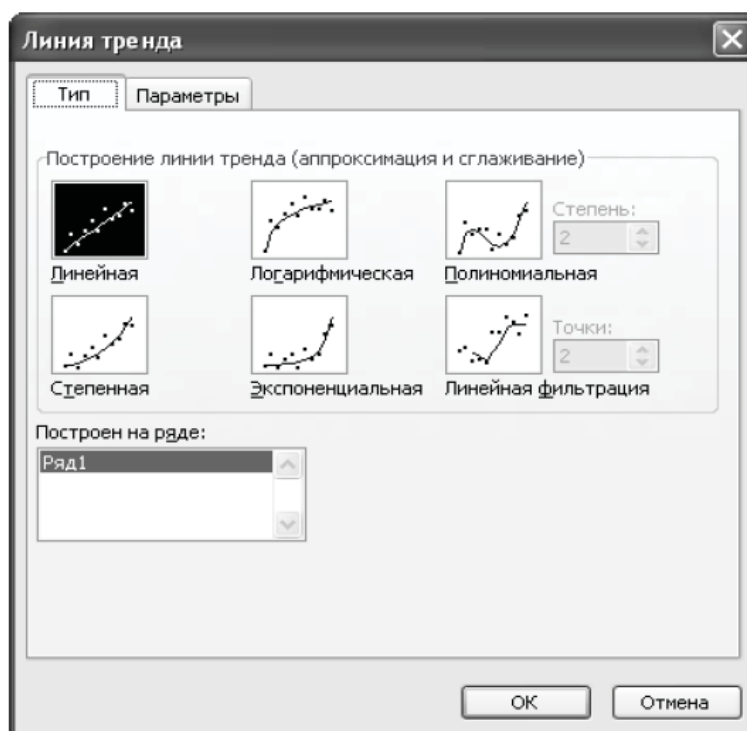 Линия тренда
Тип Параметры
Построение линии тренда (аппроксимация и сглаживание)
Степень:
2
Линейная Логарифмическая Полиномиальная
Точки:
2
Степенная Экспоненциальная Линейная фильтрация
Построен на ряде:
Ряд1
ОК Отмена